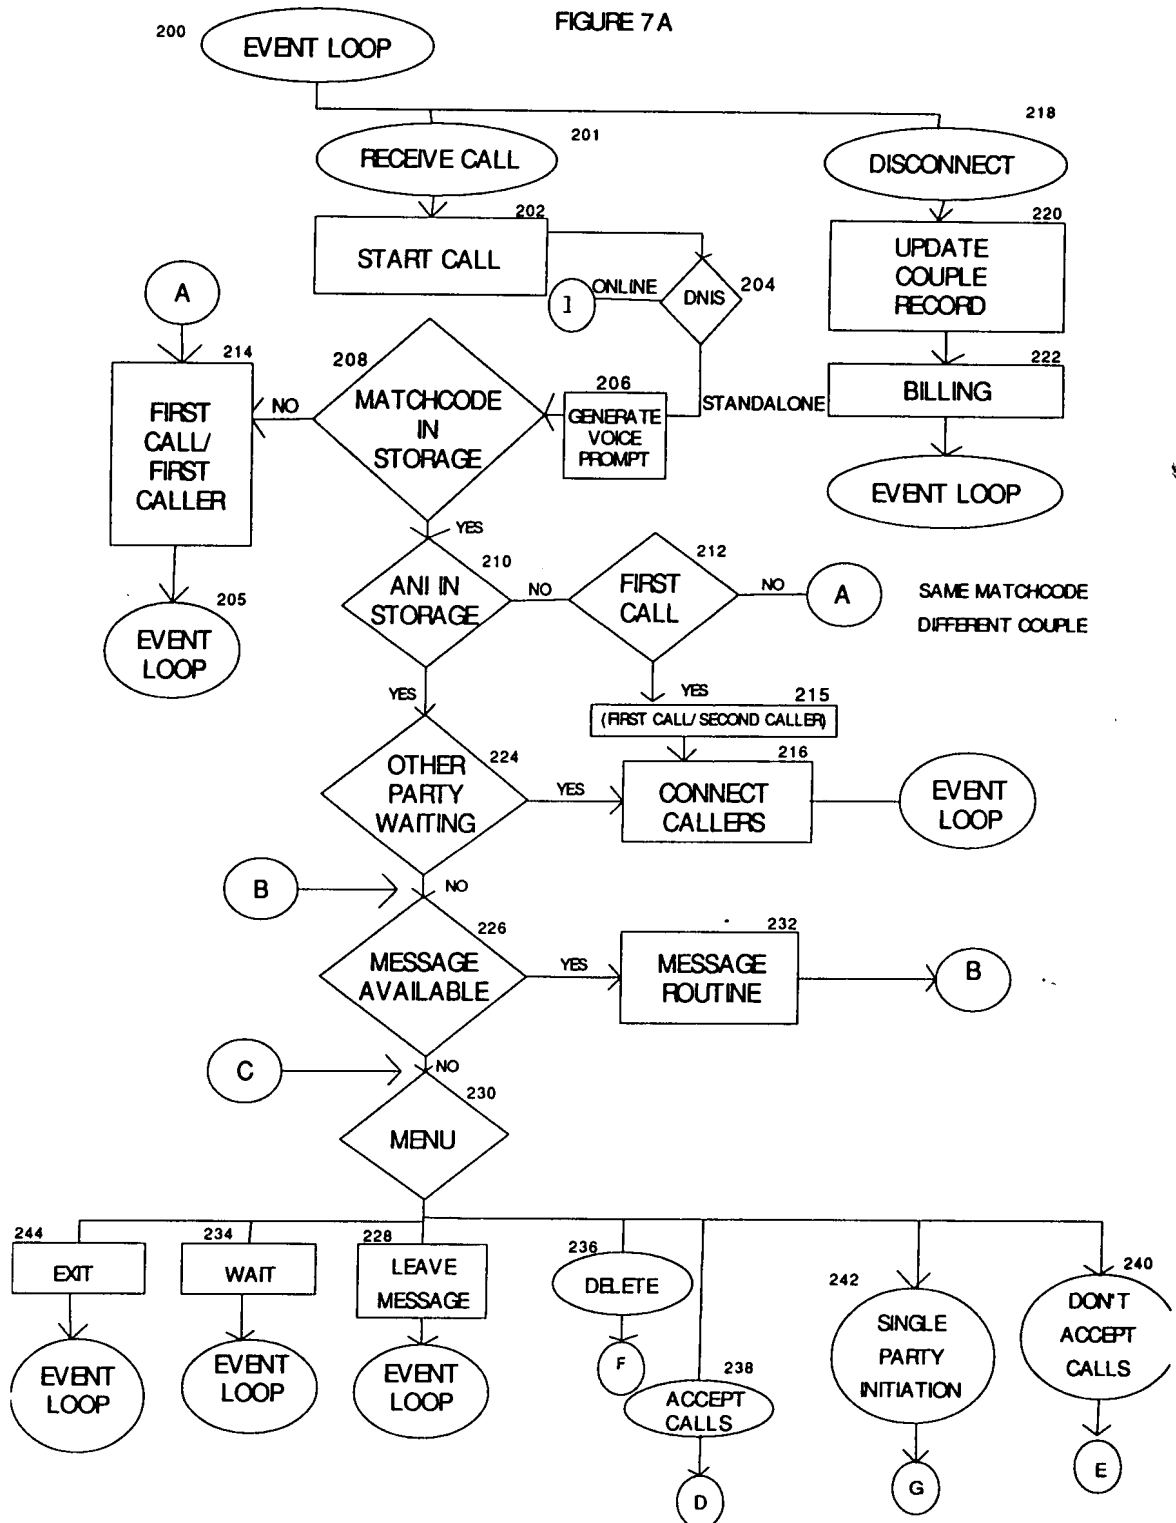 FIGURE 7A
200
EVENT LOOP
201
RECEIVE CALL
218
DISCONNECT
202
START CALL
220
UPDATE
COUPLE
RECORD
ONLINE
DNIS
204
I
A
214
FIRST
CALL/
FIRST
CALLER
NO
208
MATCHCODE
IN
STORAGE
206
GENERATE
VOICE
PROMPT
STANDALONE
222
BILLING
EVENT LOOP
YES
205
EVENT
LOOP
210
ANI IN
STORAGE
NO
212
FIRST
CALL
NO
A
SAME MATCHCODE
DIFFERENT COUPLE
YES
YES
215
(FIRST CALL/ SECOND CALLER)
224
OTHER
PARTY
WAITING
YES
216
CONNECT
CALLERS
EVENT
LOOP
B
NO
226
MESSAGE
AVAILABLE
YES
232
MESSAGE
ROUTINE
B
C
NO
230
MENU
244
EXIT
EVENT
LOOP
234
WAIT
EVENT
LOOP
228
LEAVE
MESSAGE
EVENT
LOOP
236
DELETE
F
238
ACCEPT
CALLS
D
242
SINGLE
PARTY
INITIATION
G
240
DON'T
ACCEPT
CALLS
E